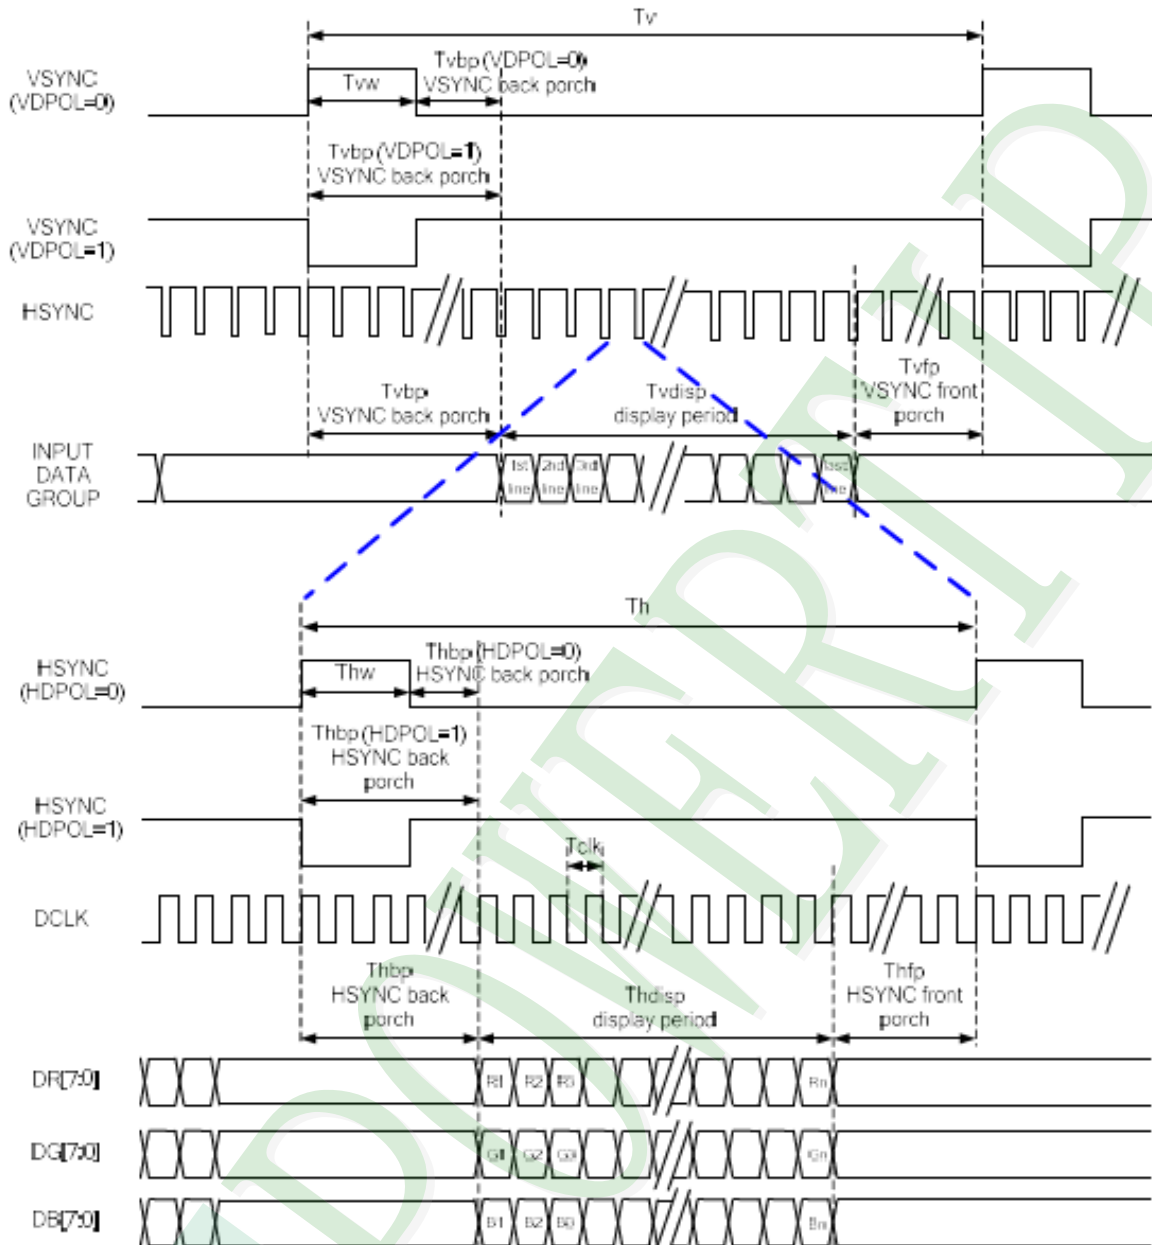 Tv
VSYNC
(VDPOL=0)
Tvw
Tvbp (VDPOL=0)
VSYNC back porch
Tvbp (VDPOL=1)
VSYNC back porch
VSYNC
(VDPOL=1)
HSYNC
Tvbp
VSYNC back porch
Tvdisp
display period
Tvfp
VSYNC front
porch
INPUT
DATA
GROUP
1st
line
2nd
line
3rd
line
last
line
Th
HSYNC
(HDPOL=0)
Thw
Thbp (HDPOL=0)
HSYNC back porch
Thbp (HDPOL=1)
HSYNC back
porch
HSYNC
(HDPOL=1)
Tclk
DCLK
Thbp
HSYNC back
porch
Thdisp
display period
Thfp
HSYNC front
porch
DR[7:0]
R1 R2 R3 Rn
DG[7:0]
G1 G2 G3 Gn
DB[7:0]
B1 B2 B3 Bn